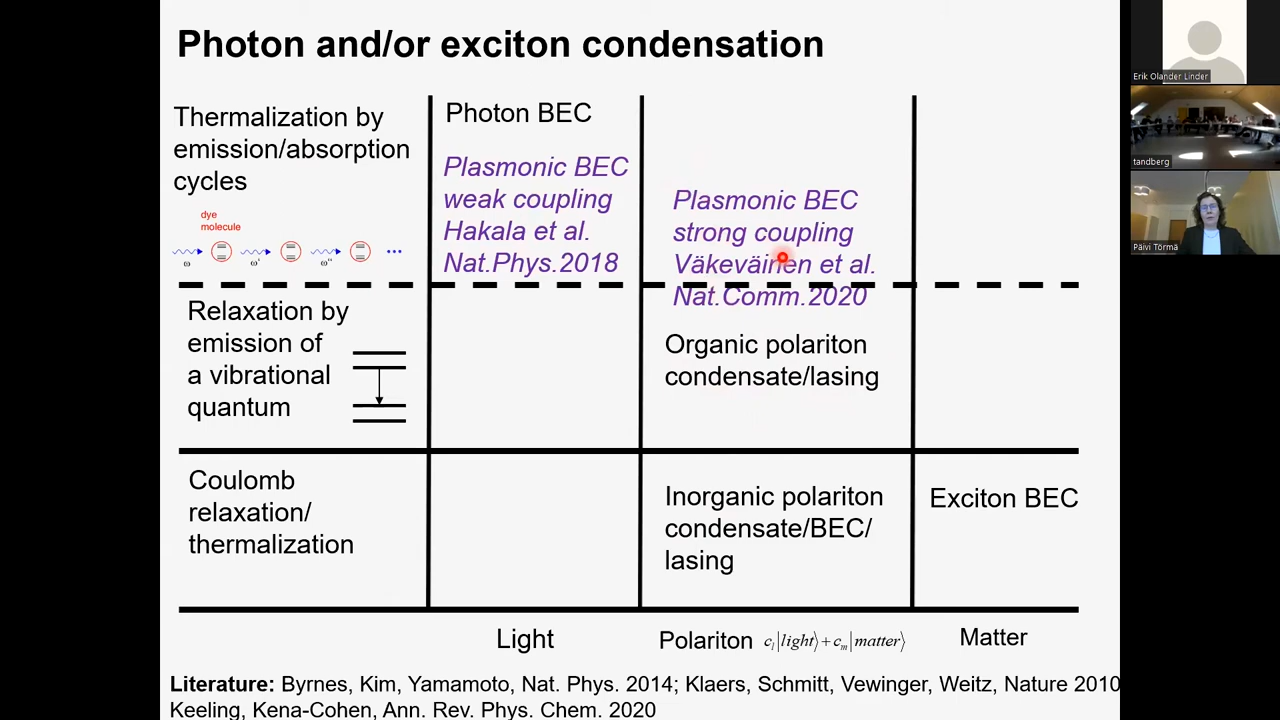 Photon and/or exciton condensation
Thermalization by
emission/absorption
cycles
dye
molecule
ω
ω'
ω''
Photon BEC
Plasmonic BEC
weak coupling
Hakala et al.
Nat.Phys.2018
Plasmonic BEC
strong coupling
Väkeväinen et al.
Nat.Comm.2020
Relaxation by
emission of
a vibrational
quantum
Organic polariton
condensate/lasing
Coulomb
relaxation/
thermalization
Inorganic polariton
condensate/BEC/
lasing
Exciton BEC
Light
Polariton c_l|light⟩+c_m|matter⟩
Matter
Literature: Byrnes, Kim, Yamamoto, Nat. Phys. 2014; Klaers, Schmitt, Vewinger, Weitz, Nature 2010
Keeling, Kena-Cohen, Ann. Rev. Phys. Chem. 2020
Erik Olander Linder
tandberg
Päivi Törmä